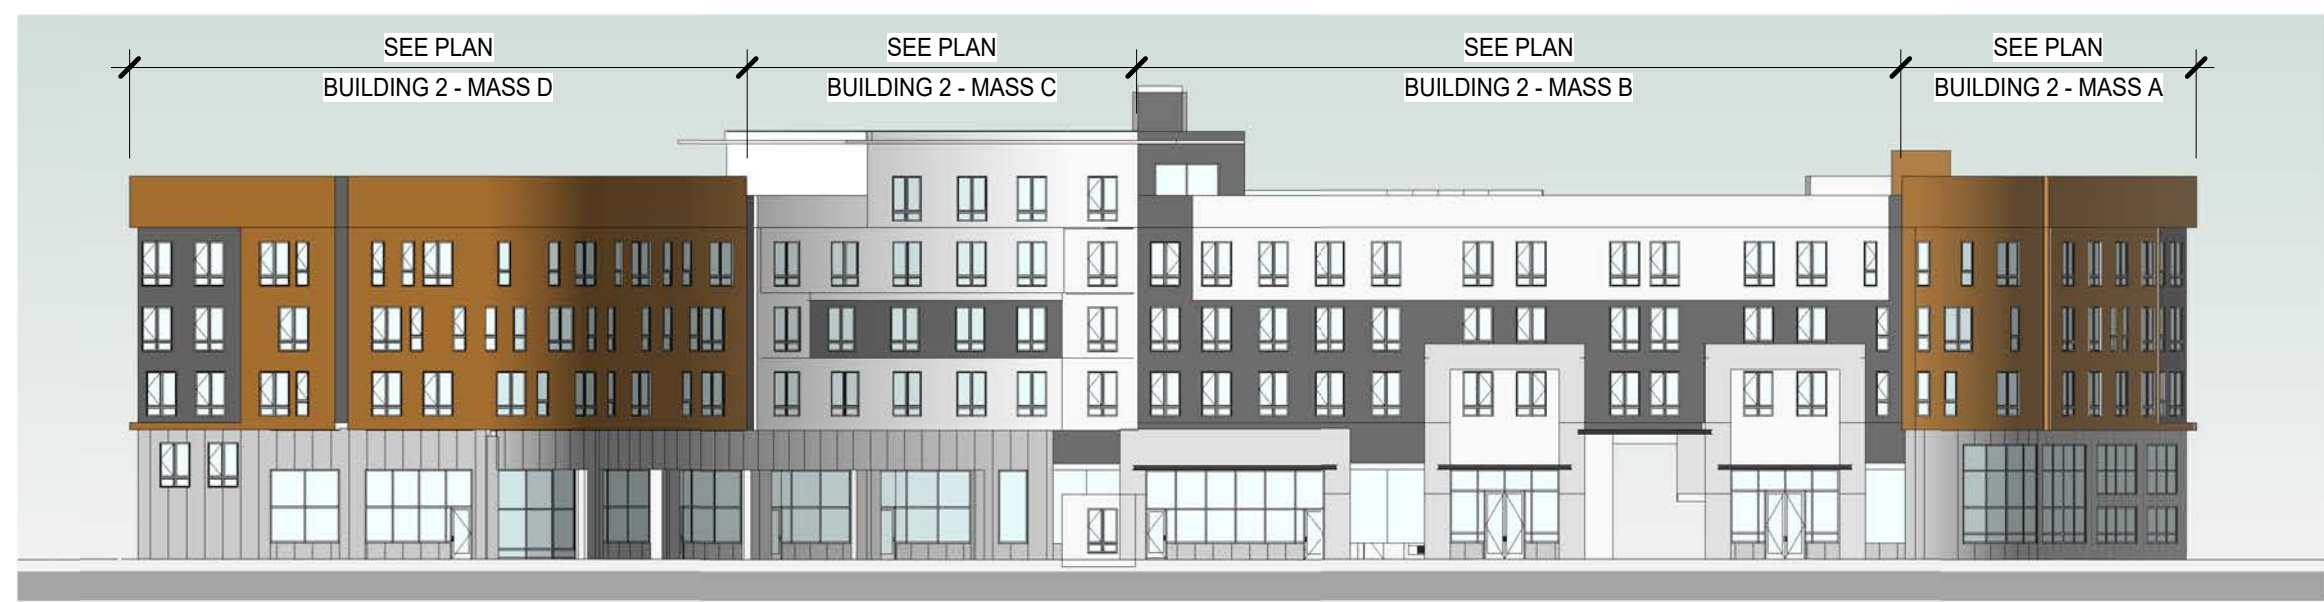 SEE PLAN
BUILDING 2 - MASS D
SEE PLAN
BUILDING 2 - MASS C
SEE PLAN
BUILDING 2 - MASS B
SEE PLAN
BUILDING 2 - MASS A